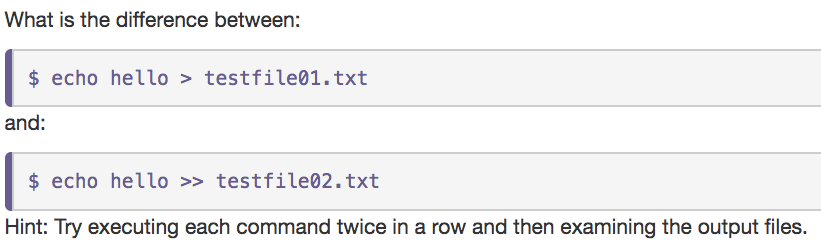 What is the difference between:
$ echo hello > testfile01.txt
and:
$ echo hello >> testfile02.txt
Hint: Try executing each command twice in a row and then examining the output files.